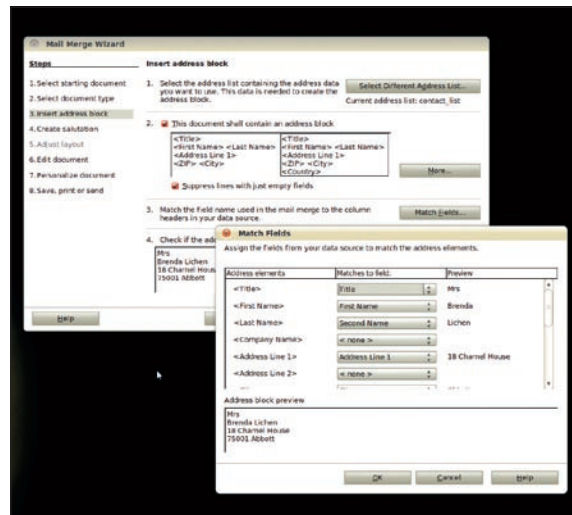 Mail Merge Wizard
Steps
1. Select starting document
2. Select document type
3. Insert address block
4. Create salutation
5. Adjust layout
6. Edit document
7. Personalize document
8. Save, print or send
Insert address block
1. Select the address list containing the address data
you want to use. This data is needed to create the
address block.
Select Different Address List...
Current address list: contact_list
2. This document shall contain an address block
<Title>
<First Name> <Last Name>
<Address Line 1>
<ZIP> <City>
<Title>
<First Name> <Last Name>
<Address Line 1>
<ZIP> <City>
<Country>
More...
Suppress lines with just empty fields
3. Match the field name used in the mail merge to the column
headers in your data source.
Match Fields...
4. Check if the add
Mrs
Brenda Lichen
18 Charnel Hous
75001 Abbott
Help
Match Fields
Assign the fields from your data source to match the address elements.
Address elements Matches to field: Preview
<Title> Title Mrs
<First Name> First Name Brenda
<Last Name> Second Name Lichen
<Company Name> < none >
<Address Line 1> Address Line 1 18 Charnel House
<Address Line 2> < none >
Address block preview
Mrs
Brenda Lichen
18 Charnel House
75001 Abbott
OK Cancel Help